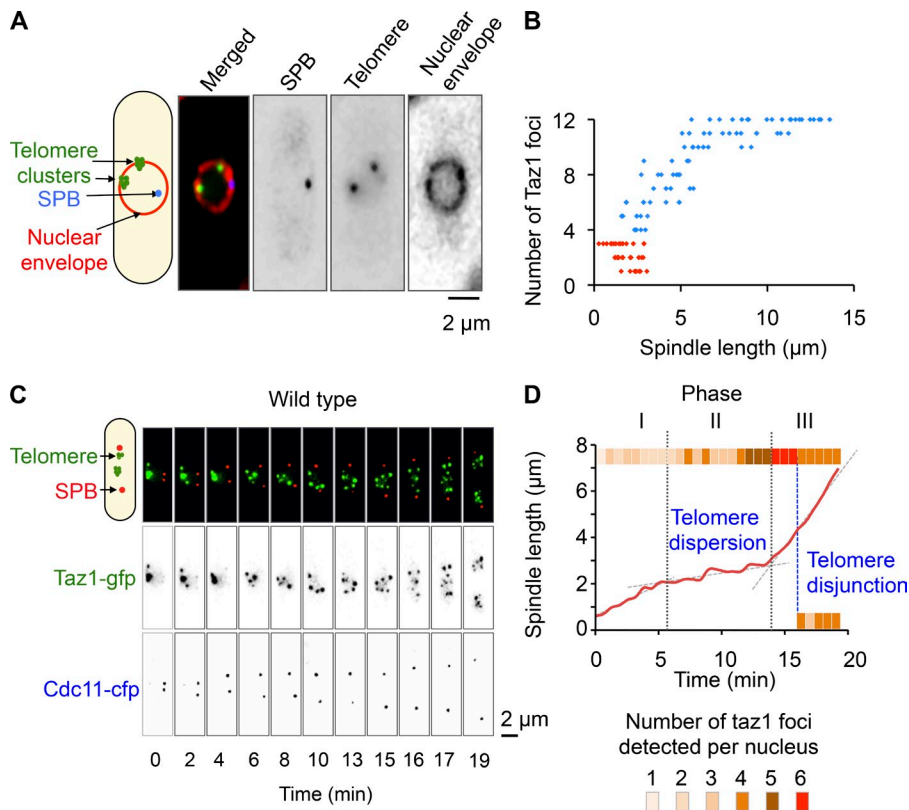 A
Merged
SPB
Telomere
Nuclear
envelope
Telomere
clusters
SPB
Nuclear
envelope
2 µm
B
Number of Taz1 foci
12
8
4
0
0
5
10
15
Spindle length (µm)
C
Wild type
Telomere
SPB
Taz1-gfp
Cdc11-cfp
2 µm
0 2 4 6 8 10 13 15 16 17 19
Time (min)
D
Phase
I II III
Spindle length (µm)
8
6
4
2
0
Telomere
dispersion
Telomere
disjunction
0 5 10 15 20
Time (min)
Number of taz1 foci
detected per nucleus
1 2 3 4 5 6